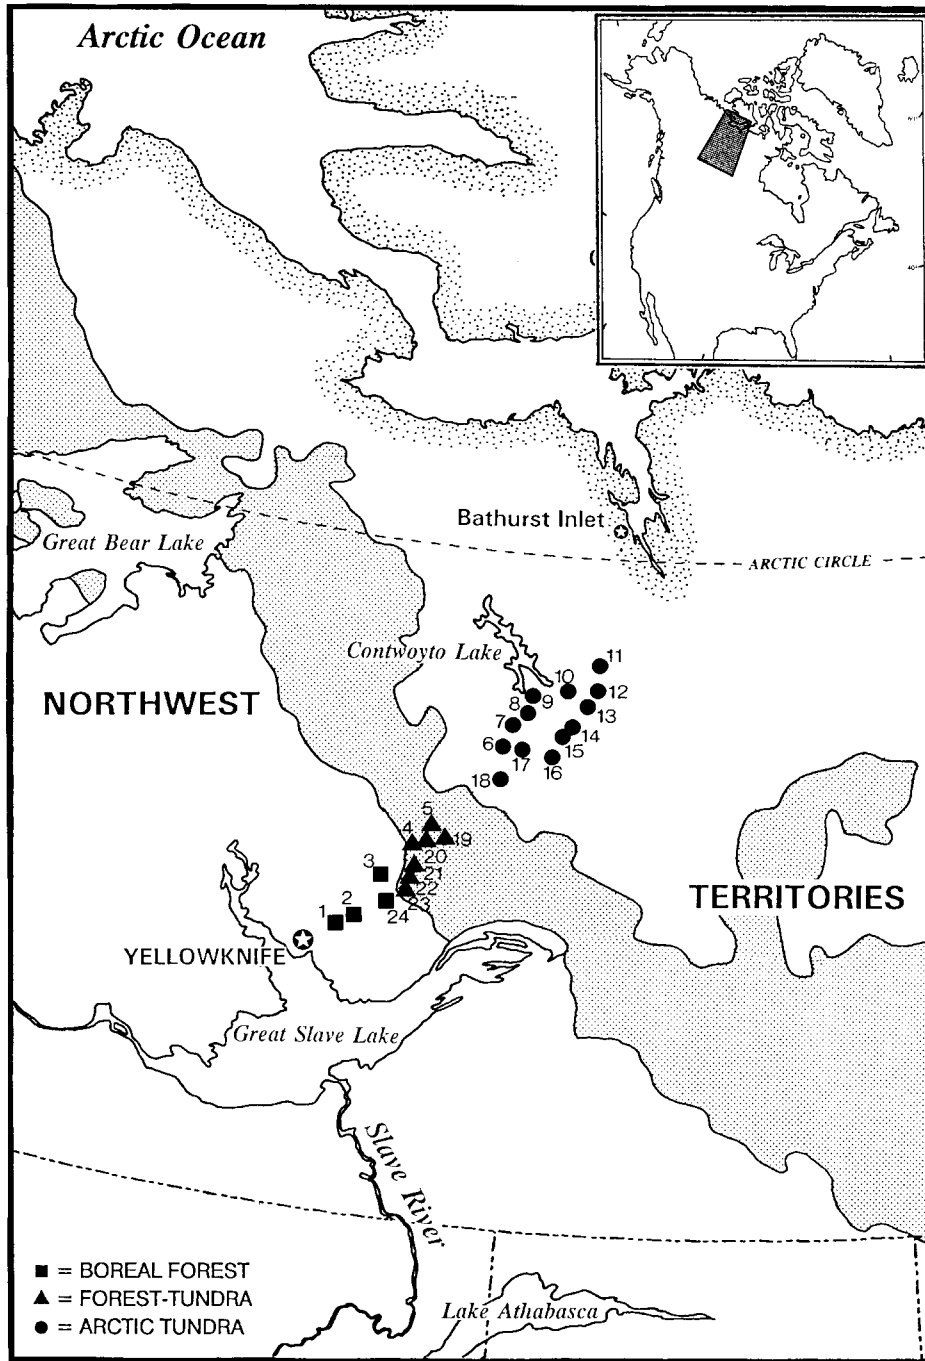 Arctic Ocean
40
Bathurst Inlet
Great Bear Lake
ARCTIC CIRCLE
Contwoyto Lake
11
10
12
NORTHWEST
9
8
13
7
14
6
15
17
16
18
5
4
19
20
3
21
22
TERRITORIES
2
23
24
1
YELLOWKNIFE
Great Slave Lake
Slave River
■ = BOREAL FOREST
▲ = FOREST-TUNDRA
● = ARCTIC TUNDRA
Lake Athabasca